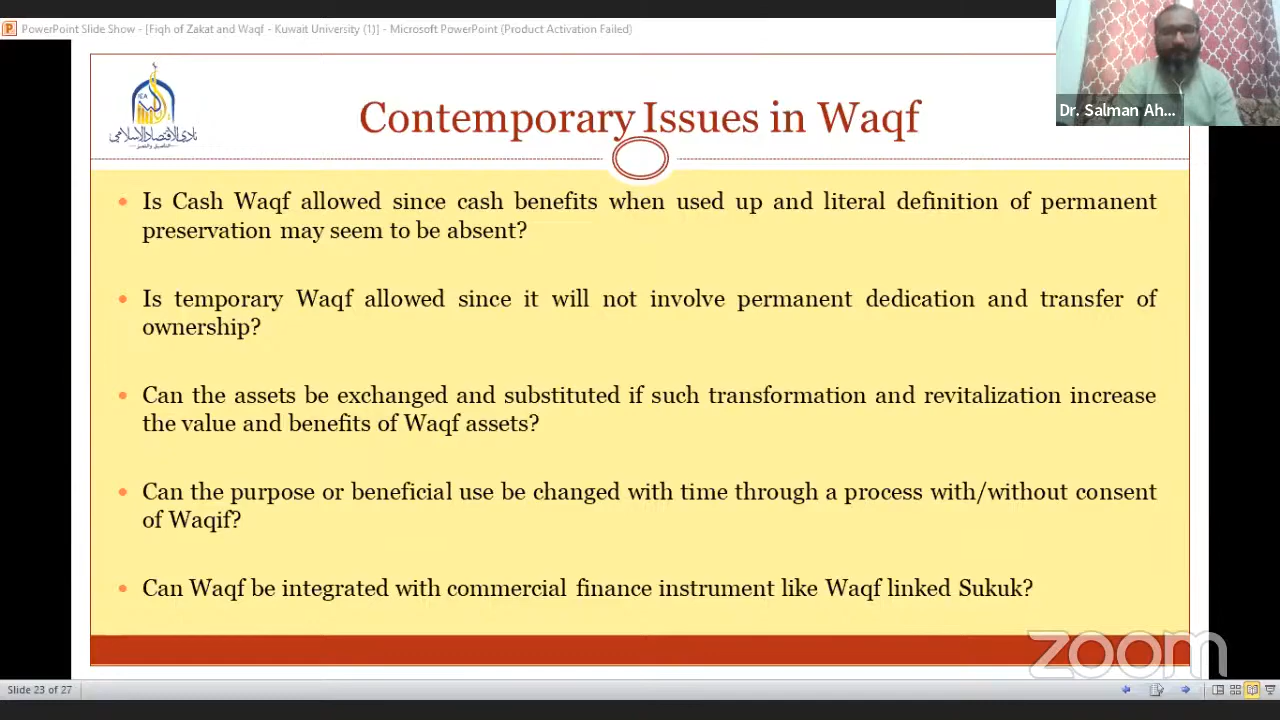 PowerPoint Slide Show - [Fiqh of Zakat and Waqf - Kuwait University (1)] - Microsoft PowerPoint (Product Activation Failed)
Dr. Salman Ah...
نادي الاقتصاد الإسلامي
Contemporary Issues in Waqf
• Is Cash Waqf allowed since cash benefits when used up and literal definition of permanent
preservation may seem to be absent?
• Is temporary Waqf allowed since it will not involve permanent dedication and transfer of
ownership?
• Can the assets be exchanged and substituted if such transformation and revitalization increase
the value and benefits of Waqf assets?
• Can the purpose or beneficial use be changed with time through a process with/without consent
of Waqif?
• Can Waqf be integrated with commercial finance instrument like Waqf linked Sukuk?
zoom
Slide 23 of 27